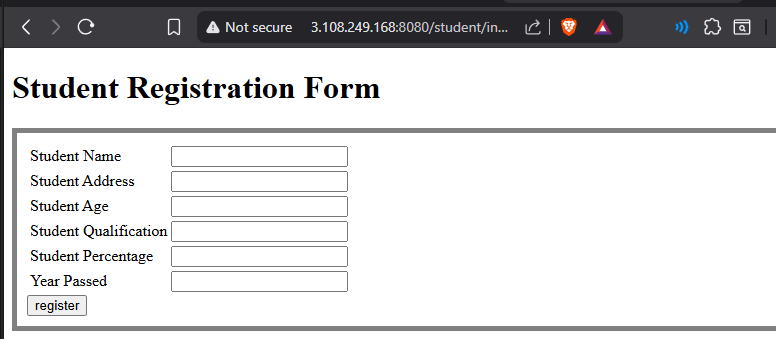 Not secure 3.108.249.168:8080/student/in...
Student Registration Form
Student Name
Student Address
Student Age
Student Qualification
Student Percentage
Year Passed
register